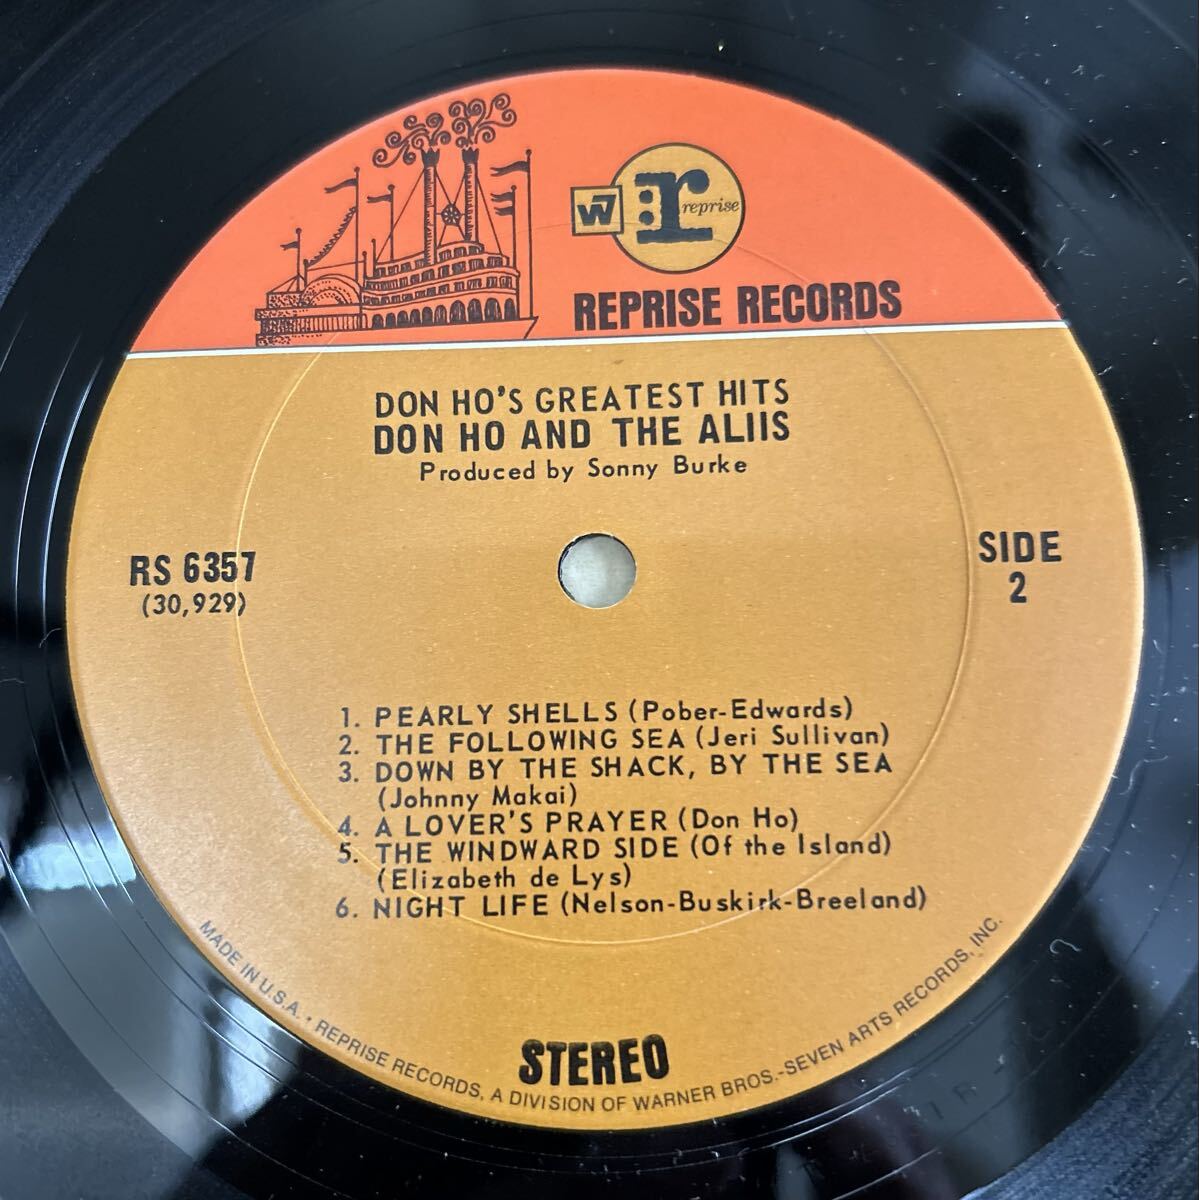 W7
r reprise
REPRISE RECORDS
DON HO'S GREATEST HITS
DON HO AND THE ALIIS
Produced by Sonny Burke
RS 6357
(30,929)
SIDE
2
1. PEARLY SHELLS (Pober-Edwards)
2. THE FOLLOWING SEA (Jeri Sullivan)
3. DOWN BY THE SHACK, BY THE SEA
(Johnny Makai)
4. A LOVER'S PRAYER (Don Ho)
5. THE WINDWARD SIDE (Of the Island)
(Elizabeth de Lys)
6. NIGHT LIFE (Nelson-Buskirk-Breeland)
STEREO
MADE IN U.S.A. • REPRISE RECORDS, A DIVISION OF WARNER BROS.-SEVEN ARTS RECORDS, INC.